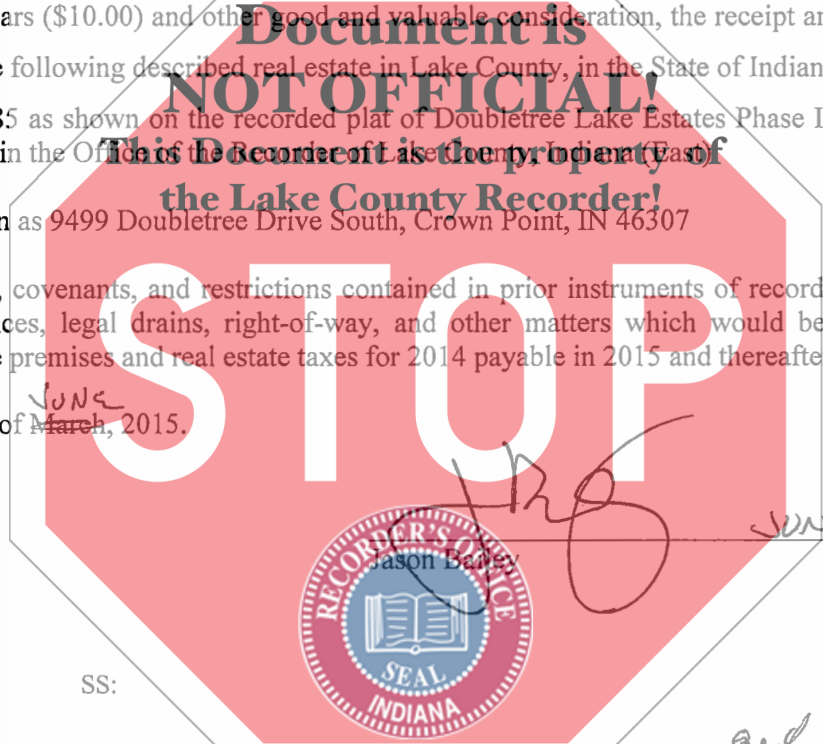 ars ($10.00) and other good and valuable consideration, the receipt an
Document is
following described real estate in Lake County, in the State of Indian
NOT OFFICIAL!
35 as shown on the recorded plat of Doubletree Lake Estates Phase I
This Document is the property of
in the Office of the Recorder of Lake County, Indiana (East)
the Lake County Recorder!
n as 9499 Doubletree Drive South, Crown Point, IN 46307
STOP
, covenants, and restrictions contained in prior instruments of record
ces, legal drains, right-of-way, and other matters which would be
e premises and real estate taxes for 2014 payable in 2015 and thereafte
JUNE
of March, 2015.
JUN
Jason Bailey
RECORDER'S OFFICE
SEAL
INDIANA
SS: